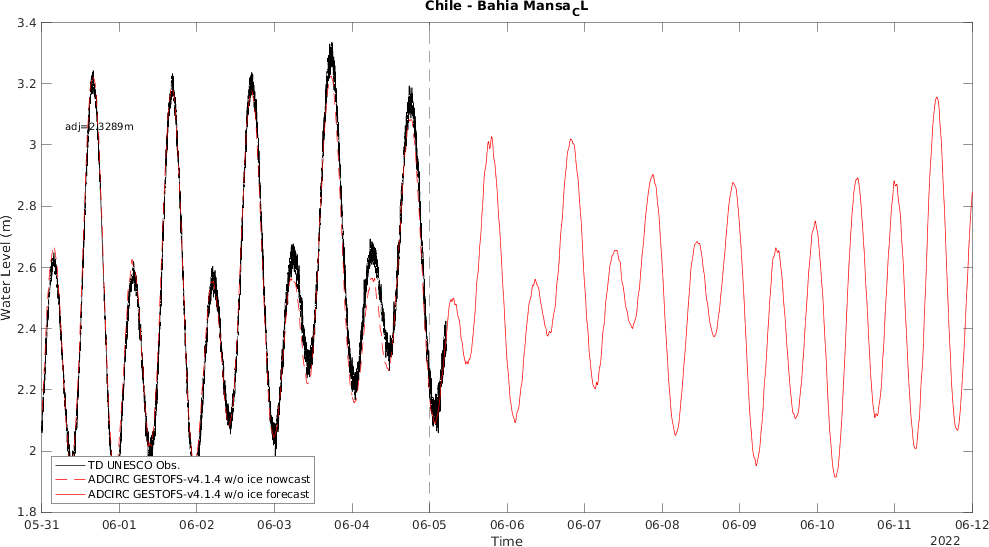 Chile - Bahia Mansa_CL
3.4
3.2
3
2.8
2.6
2.4
2.2
2
1.8
Water Level (m)
adj=2.3289m
TD UNESCO Obs.
ADCIRC GESTOFS-v4.1.4 w/o ice nowcast
ADCIRC GESTOFS-v4.1.4 w/o ice forecast
05-31 06-01 06-02 06-03 06-04 06-05 06-06 06-07 06-08 06-09 06-10 06-11 06-12
Time
2022